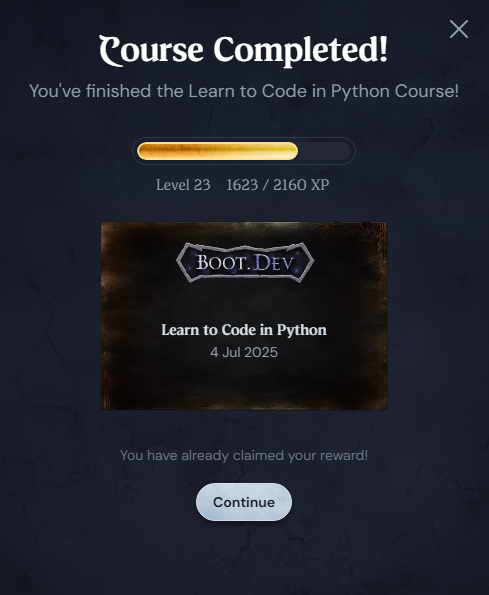 Course Completed!
You've finished the Learn to Code in Python Course!
Level 23 1623 / 2160 XP
BOOT.DEV
Learn to Code in Python
4 Jul 2025
You have already claimed your reward!
Continue